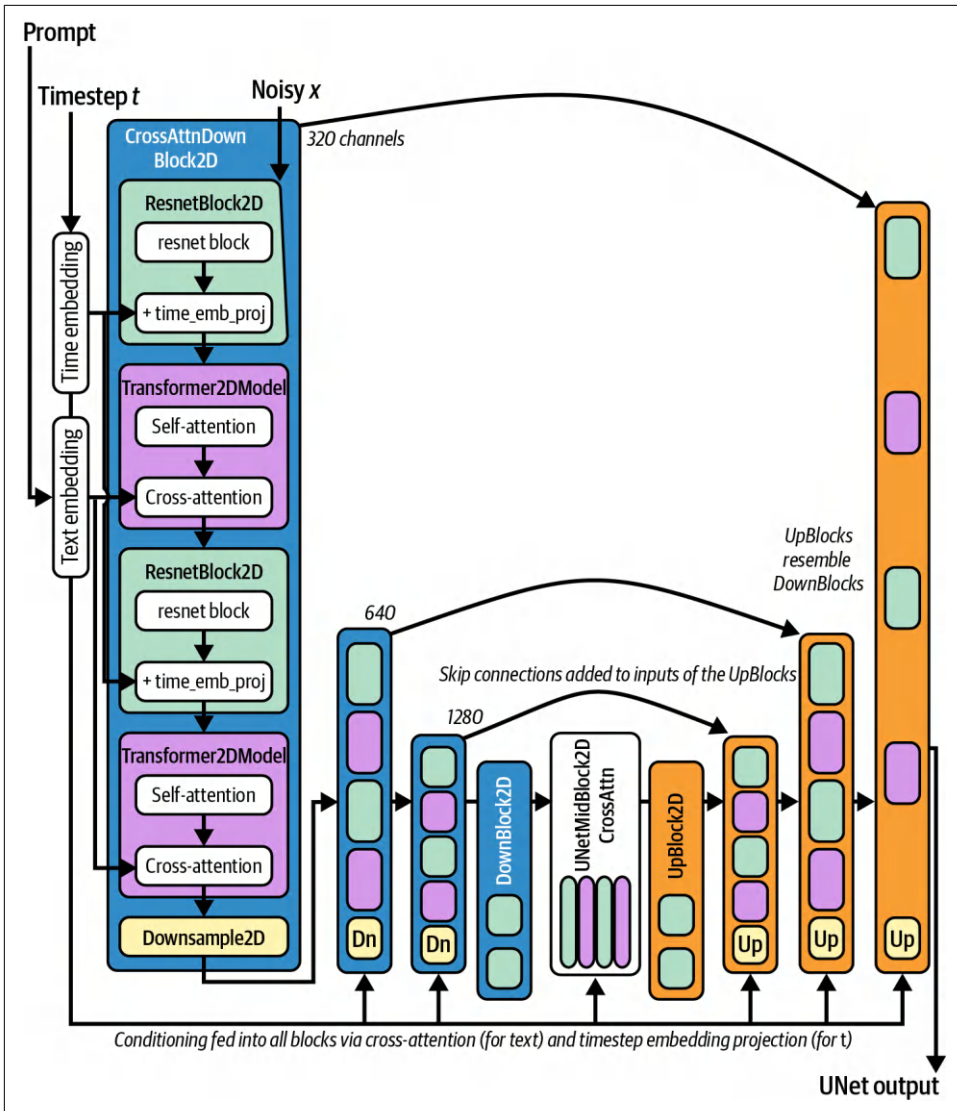 Prompt
Timestep t
Noisy x
320 channels
CrossAttnDown
Block2D
ResnetBlock2D
resnet block
+ time_emb_proj
Time embedding
Transformer2DModel
Self-attention
Cross-attention
Text embedding
ResnetBlock2D
resnet block
+ time_emb_proj
Transformer2DModel
Self-attention
Cross-attention
Downsample2D
UpBlocks
resemble
DownBlocks
640
Skip connections added to inputs of the UpBlocks
1280
DownBlock2D
UNetMidBlock2D
CrossAttn
UpBlock2D
Dn
Dn
Up
Up
Up
Conditioning fed into all blocks via cross-attention (for text) and timestep embedding projection (for t)
UNet output